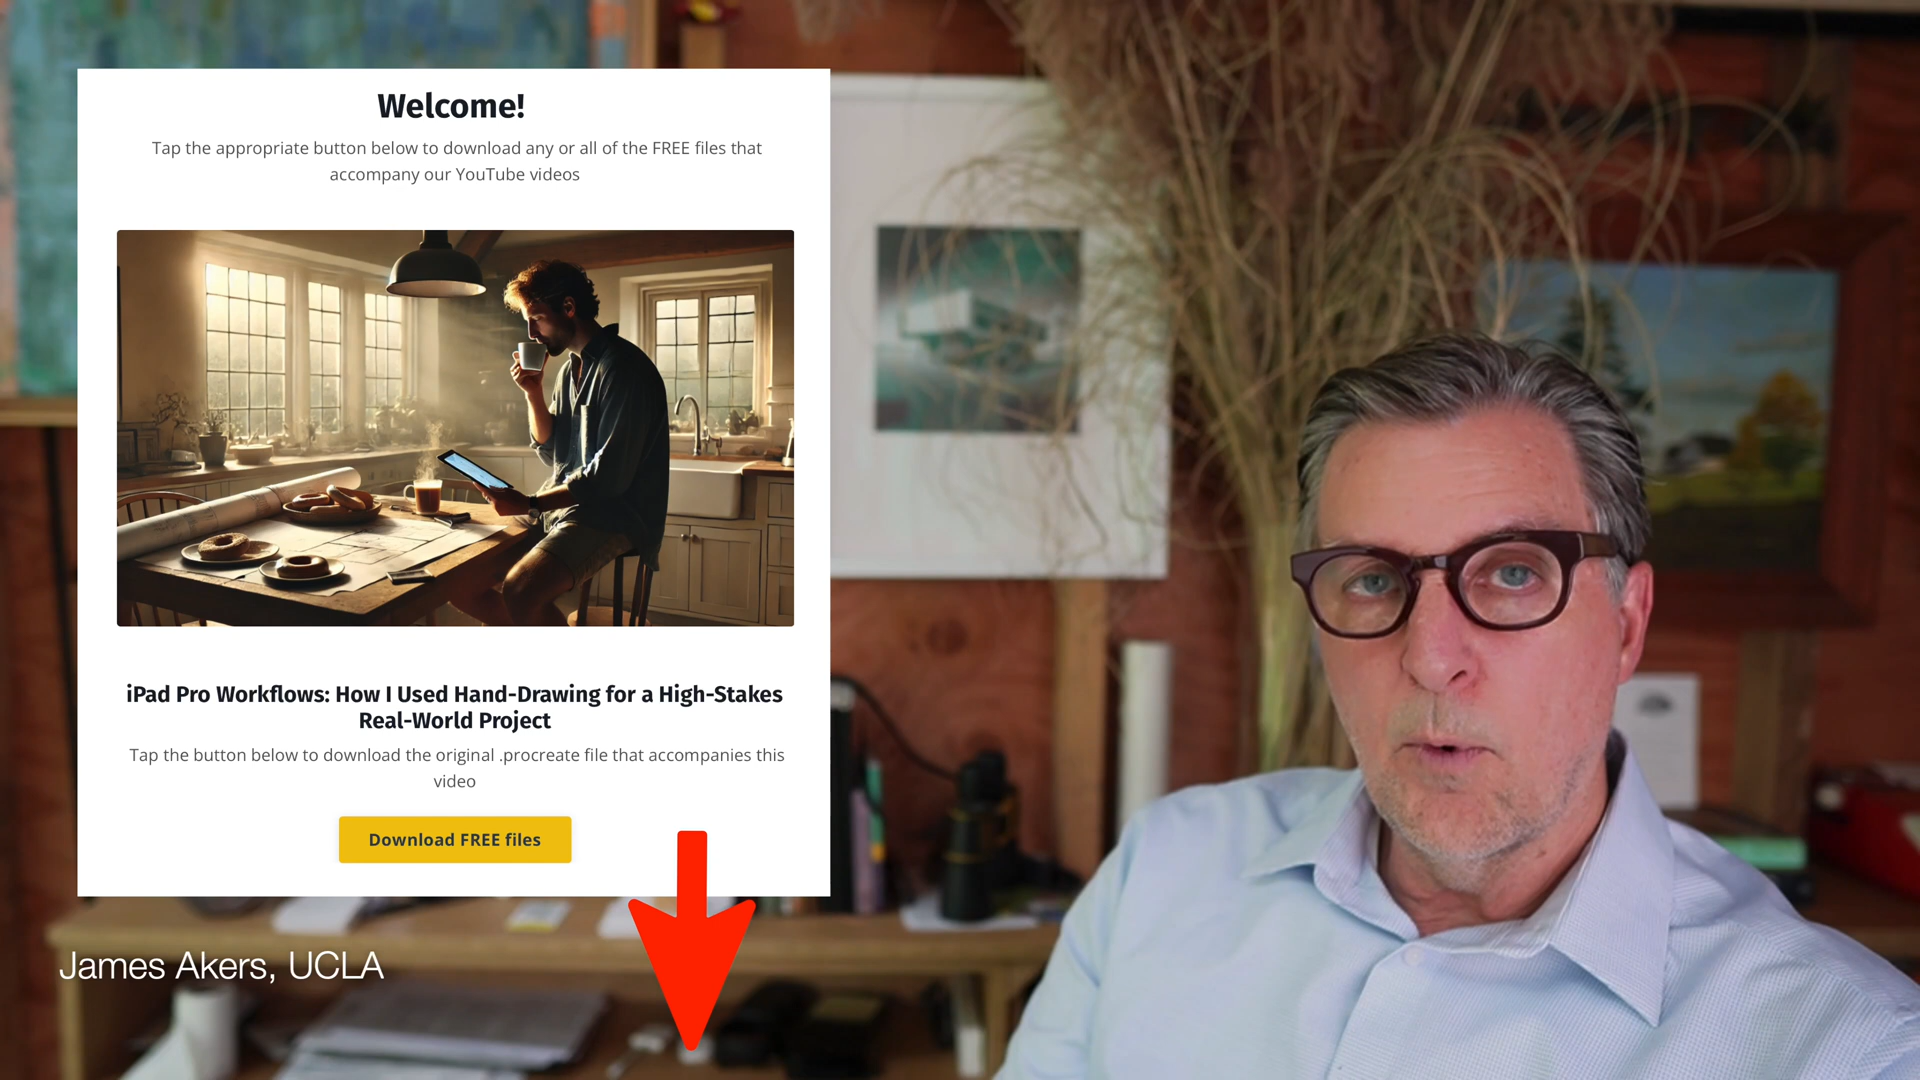 Welcome!
Tap the appropriate button below to download any or all of the FREE files that
accompany our YouTube videos
iPad Pro Workflows: How I Used Hand-Drawing for a High-Stakes
Real-World Project
Tap the button below to download the original .procreate file that accompanies this
video
Download FREE files
James Akers, UCLA